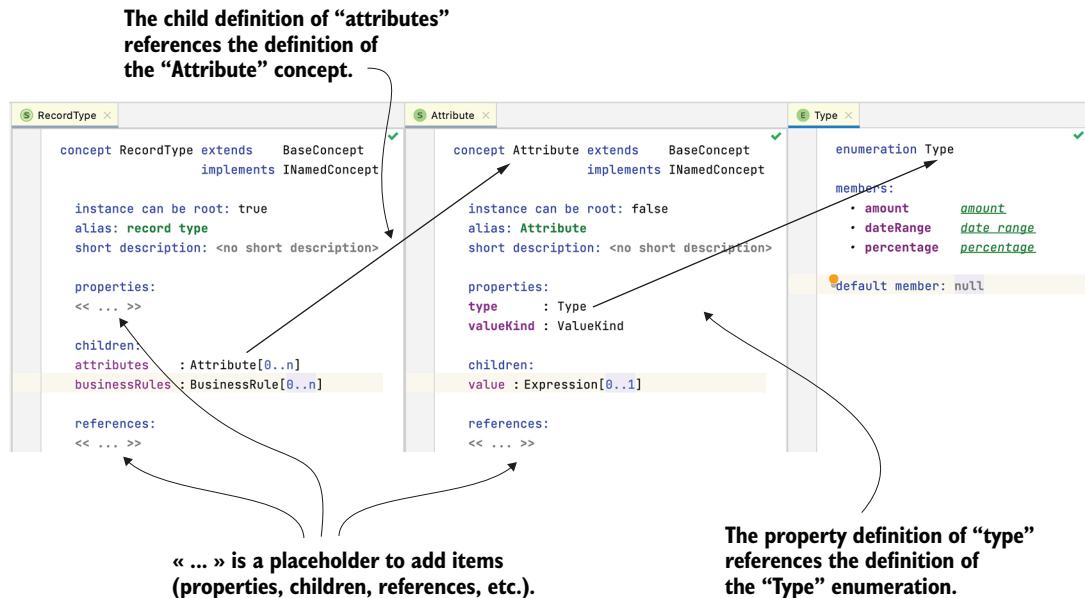 The child definition of “attributes”
references the definition of
the “Attribute” concept.
S RecordType ×
concept RecordType extends BaseConcept
implements INamedConcept
instance can be root: true
alias: record type
short description: <no short description>
properties:
<< ... >>
children:
attributes : Attribute[0..n]
businessRules : BusinessRule[0..n]
references:
<< ... >>
S Attribute ×
concept Attribute extends BaseConcept
implements INamedConcept
instance can be root: false
alias: Attribute
short description: <no short description>
properties:
type : Type
valueKind : ValueKind
children:
value : Expression[0..1]
references:
<< ... >>
E Type ×
enumeration Type
members:
• amount amount
• dateRange date range
• percentage percentage
default member: null
« ... » is a placeholder to add items
(properties, children, references, etc.).
The property definition of “type”
references the definition of
the “Type” enumeration.